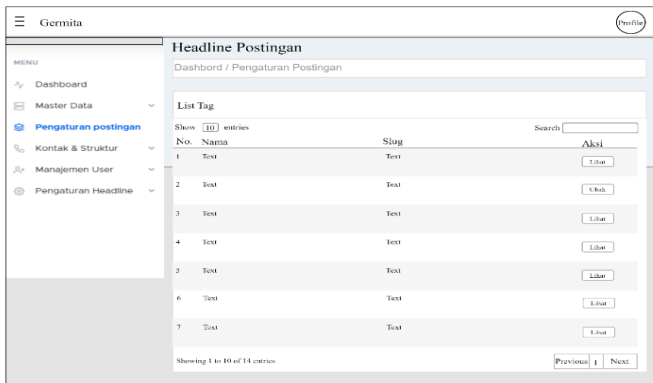 ☰ Germita Profile
Headline Postingan
MENU
Dashbord / Pengaturan Postingan
Dashboard
Master Data
Pengaturan postingan
Kontak & Struktur
Manajemen User
Pengaturan Headline
List Tag
Show 10 entries Search
No. Nama Slug Aksi
1 Text Text Lihat
2 Text Text Ubah
3 Text Text Lihat
4 Text Text Lihat
5 Text Text Lihat
6 Text Text Lihat
7 Text Text Lihat
Showing 1 to 10 of 14 entries Previous 1 Next